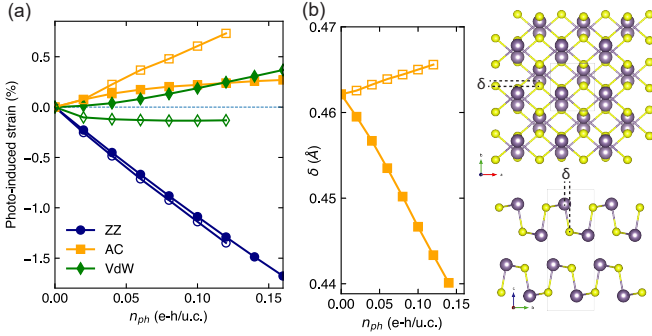 (a)
0.5
0.0
−0.5
−1.0
−1.5
Photo-induced strain (%)
ZZ
AC
VdW
0.00
0.05
0.10
0.15
n_ph (e-h/u.c.)
(b)
0.47
0.46
0.45
0.44
δ (Å)
0.00
0.05
0.10
0.15
n_ph (e-h/u.c.)
δ
δ